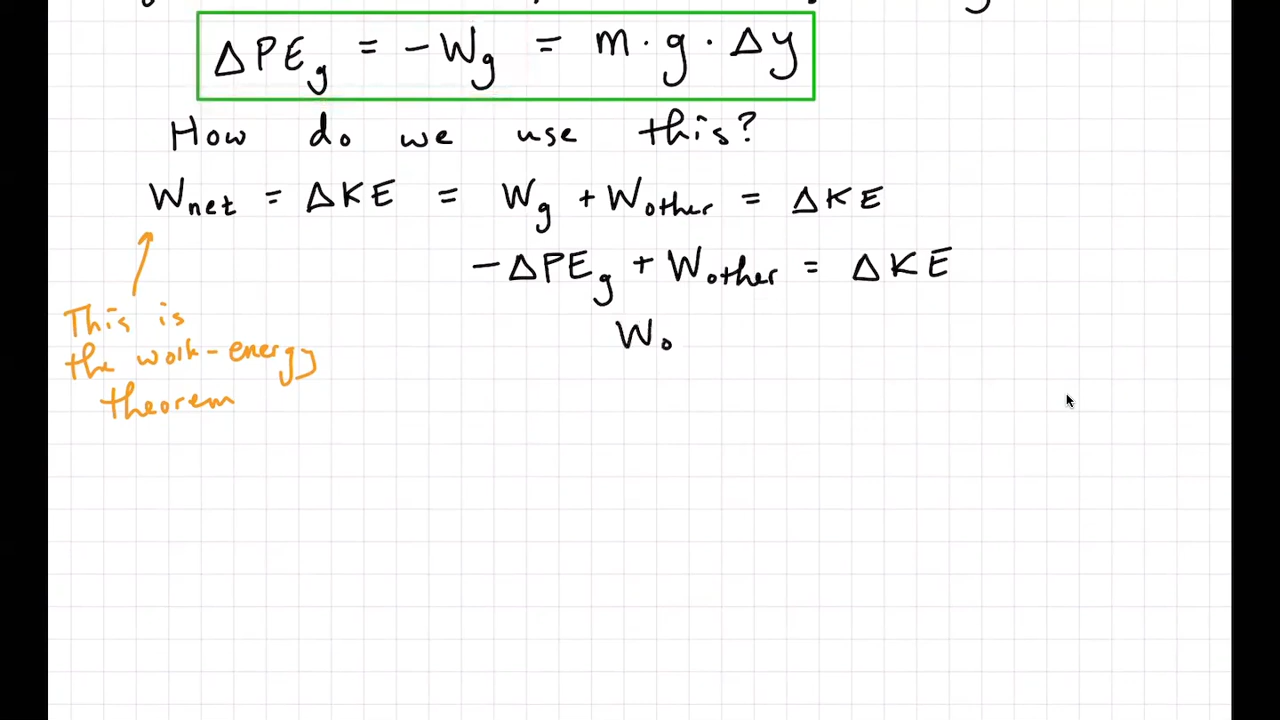 ΔPE_g = -W_g = m · g · Δy
How do we use this?
W_net = ΔKE = W_g + W_other = ΔKE
-ΔPE_g + W_other = ΔKE
W_o
This is
the work-energy
theorem